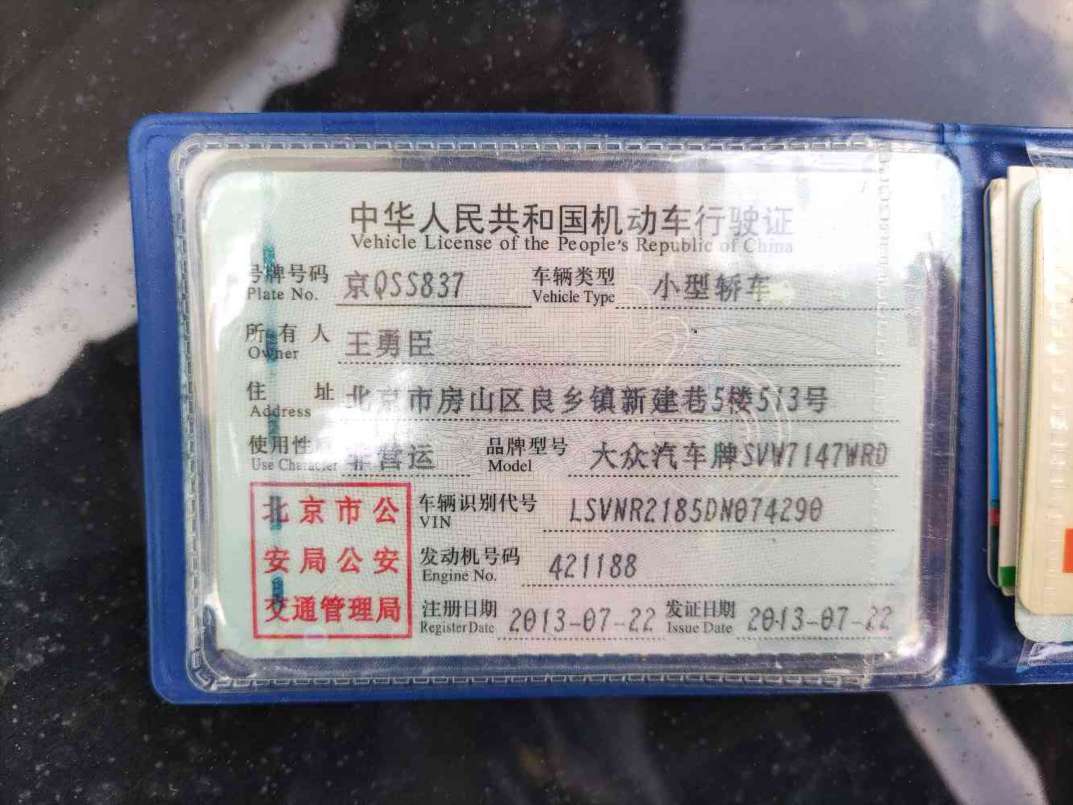 中华人民共和国机动车行驶证
Vehicle License of the People's Republic of China
号牌号码 京QSS837 车辆类型 小型轿车
Plate No. Vehicle Type
所有人 王勇臣
Owner
住址 北京市房山区良乡镇新建巷5楼513号
Address
使用性质 非营运 品牌型号 大众汽车牌SVW7147WRD
Use Character Model
北京市公
安局公安
交通管理局
车辆识别代号 LSVNR2185DN074290
VIN
发动机号码 421188
Engine No.
注册日期 2013-07-22 发证日期 2013-07-22
Register Date Issue Date